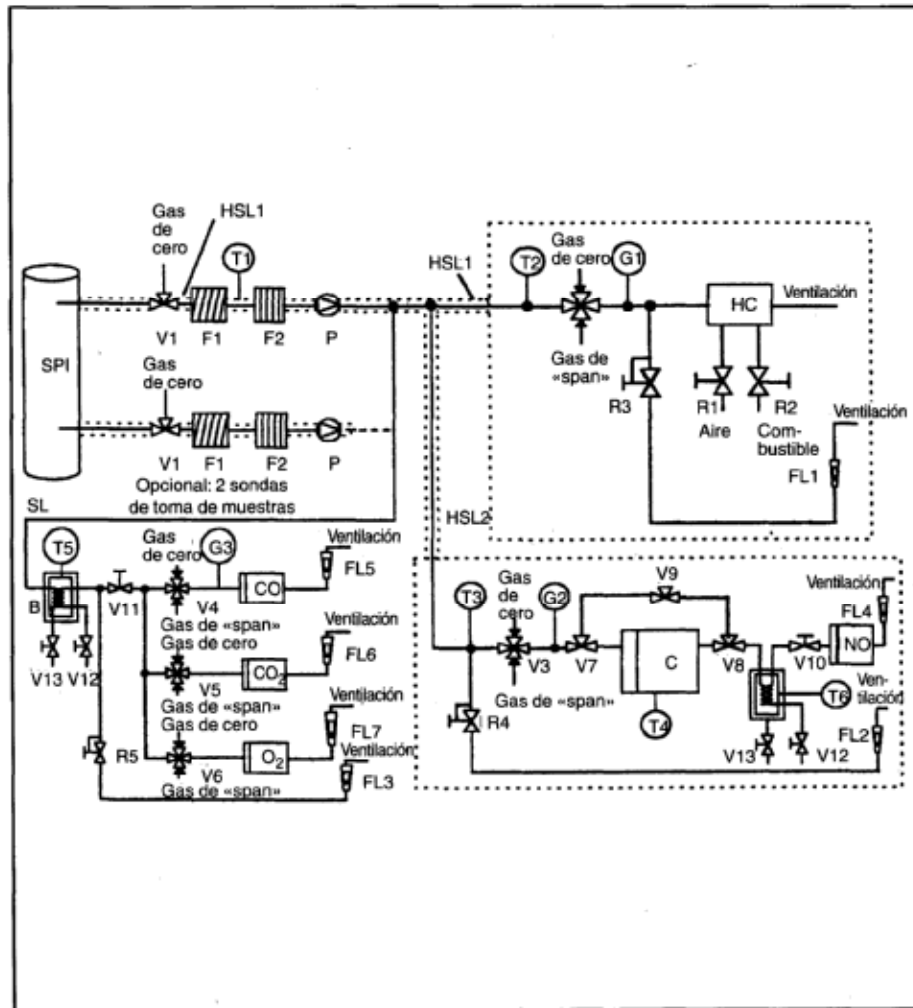 Gas
de
cero
HSL1
T1
V1
F1
F2
P
SPI
Gas
de cero
V1
F1
F2
P
Opcional: 2 sondas
de toma de muestras
SL
HSL1
T2
Gas
de cero
G1
HC
Ventilación
Gas de
«span»
R3
R1
R2
Aire
Com-
bustible
Ventilación
FL1
HSL2
T5
B
V13
V12
V11
Gas
de cero
G3
V4
CO
Ventilación
FL5
Gas de «span»
Gas de cero
V5
CO2
Ventilación
FL6
Gas de «span»
Gas de cero
V6
O2
Ventilación
FL7
Gas de «span»
R5
Ventilación
FL3
T3
Gas
de
cero
G2
V3
V7
V9
C
V8
V10
NO
Ventilación
FL4
Gas de «span»
R4
T4
T6
V13
V12
Ven-
tilación
FL2